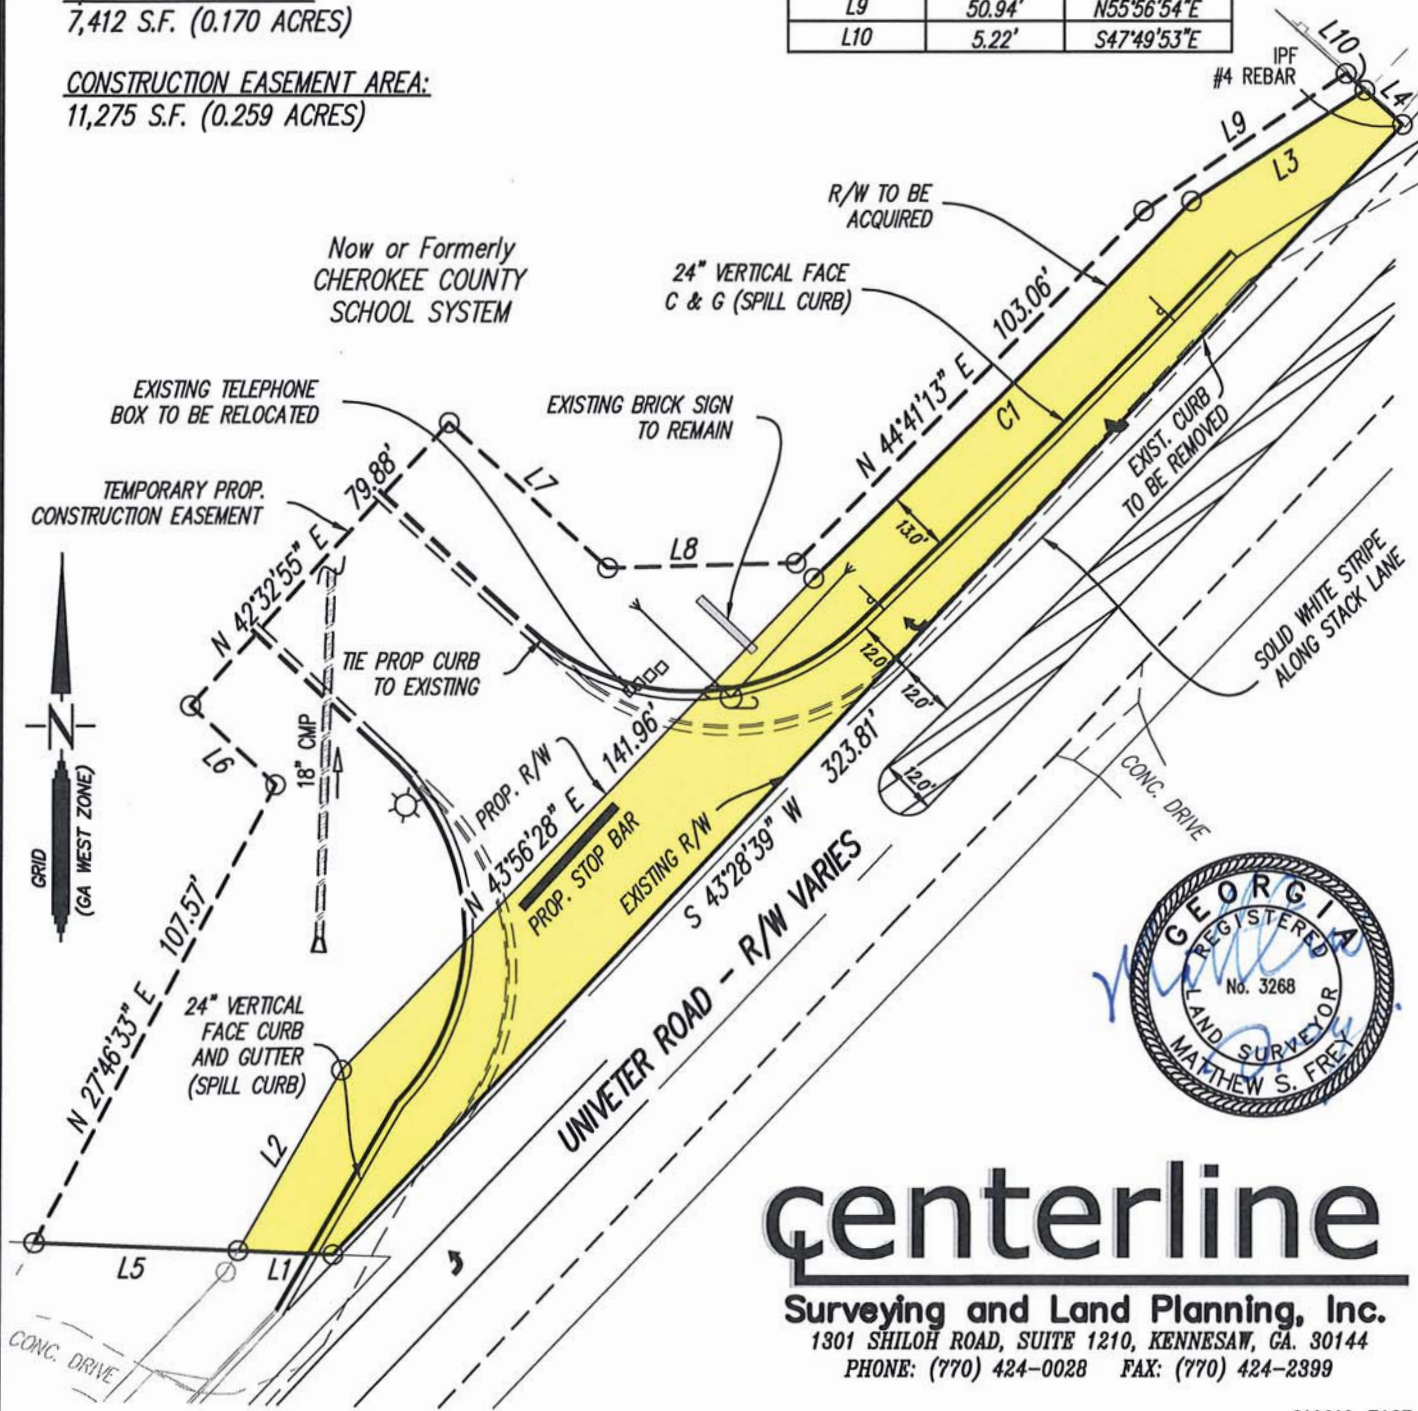 7,412 S.F. (0.170 ACRES)
CONSTRUCTION EASEMENT AREA:
11,275 S.F. (0.259 ACRES)
L9 50.94' N55°56'54"E
L10 5.22' S47°49'53"E
L10
IPF
#4 REBAR
L4
L9
L3
R/W TO BE
ACQUIRED
Now or Formerly
CHEROKEE COUNTY
SCHOOL SYSTEM
24" VERTICAL FACE
C & G (SPILL CURB)
N 44°41'13" E 103.06'
C1
EXISTING TELEPHONE
BOX TO BE RELOCATED
EXISTING BRICK SIGN
TO REMAIN
EXIST. CURB
TO BE REMOVED
L7
TEMPORARY PROP.
CONSTRUCTION EASEMENT
N 42°32'55" E 79.88'
L8
13.0'
SOLID WHITE STRIPE
ALONG STACK LANE
TIE PROP CURB
TO EXISTING
12.0'
12.0'
12.0'
L6
18" CMP
N
GRID
(GA WEST ZONE)
PROP. R/W
N 43°56'28" E 141.96'
PROP. STOP BAR
EXISTING R/W
S 43°28'39" W 323.81'
CONC. DRIVE
UNIVETER ROAD - R/W VARIES
N 27°46'33" E 107.57'
24" VERTICAL
FACE CURB
AND GUTTER
(SPILL CURB)
L2
L5
L1
CONC. DRIVE
GEORGIA
REGISTERED
No. 3268
LAND SURVEYOR
MATTHEW S. FREY
centerline
Surveying and Land Planning, Inc.
1301 SHILOH ROAD, SUITE 1210, KENNESAW, GA. 30144
PHONE: (770) 424-0028 FAX: (770) 424-2399